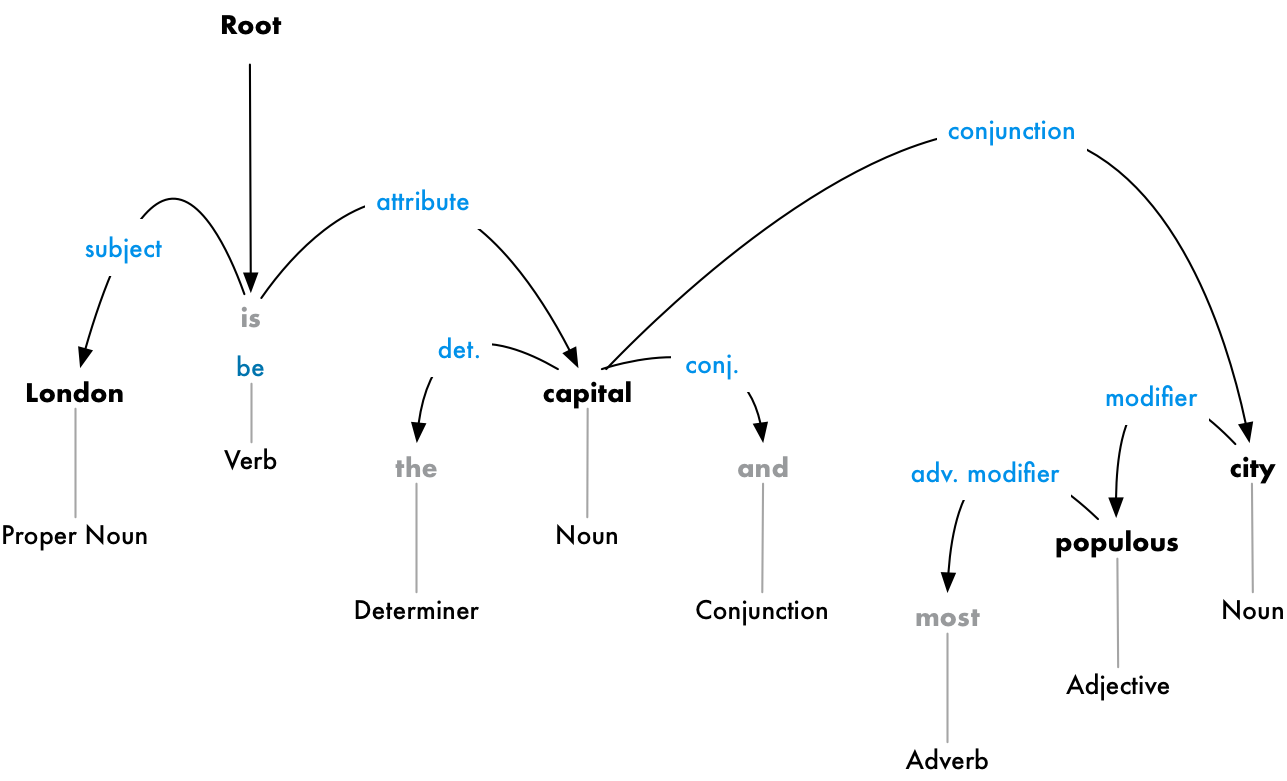 Root
conjunction
attribute
subject
is
det.
conj.
be
London
capital
modifier
Verb
the
and
adv. modifier
city
Proper Noun
Noun
populous
Determiner
Conjunction
most
Noun
Adjective
Adverb